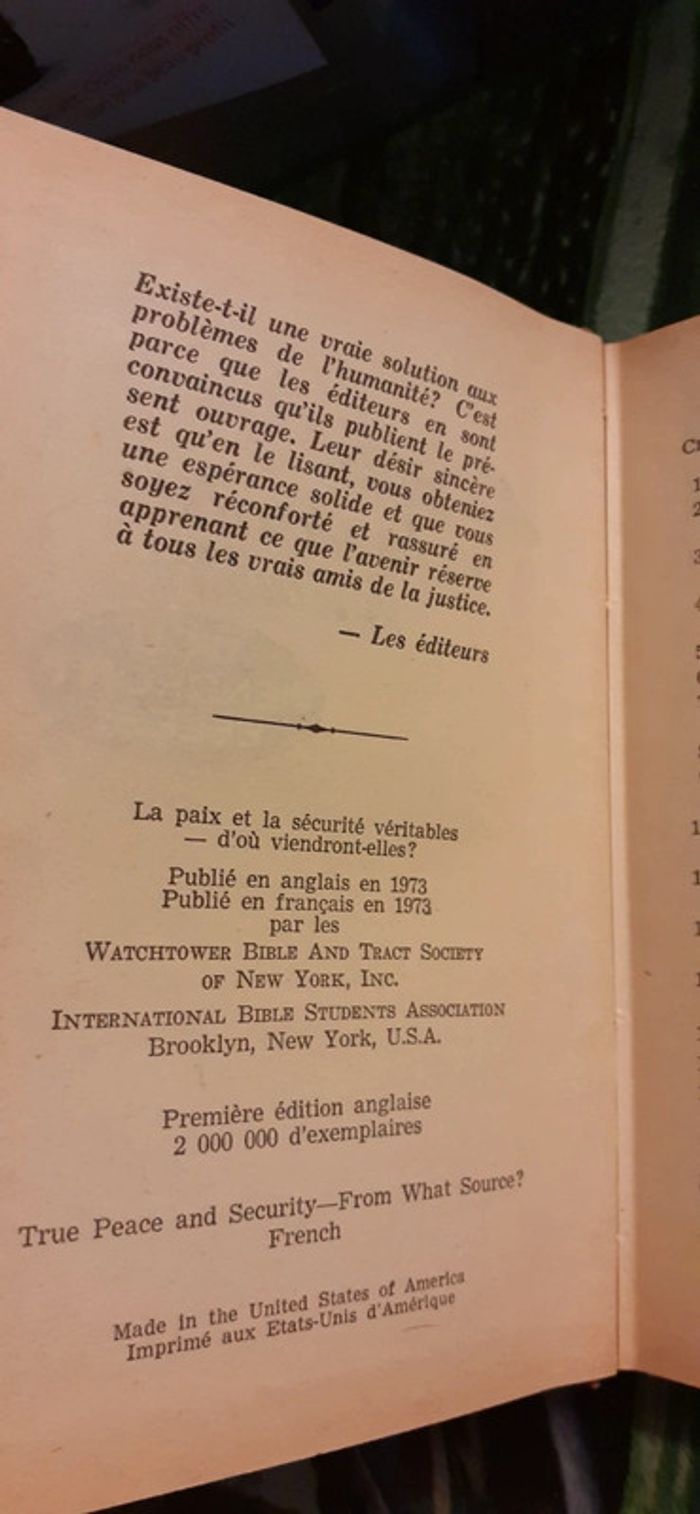 Existe-t-il une vraie solution aux
problèmes de l'humanité? C'est
parce que les éditeurs en sont
convaincus qu'ils publient le pré-
sent ouvrage. Leur désir sincère
est qu'en le lisant, vous obteniez
une espérance solide et que vous
soyez réconforté et rassuré en
apprenant ce que l'avenir réserve
à tous les vrais amis de la justice.
— Les éditeurs
La paix et la sécurité véritables
— d'où viendront-elles?
Publié en anglais en 1973
Publié en français en 1973
par les
WATCHTOWER BIBLE AND TRACT SOCIETY
OF NEW YORK, INC.
INTERNATIONAL BIBLE STUDENTS ASSOCIATION
Brooklyn, New York, U.S.A.
Première édition anglaise
2 000 000 d'exemplaires
True Peace and Security—From What Source?
French
Made in the United States of America
Imprimé aux Etats-Unis d'Amérique